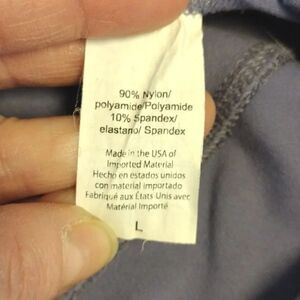 90% Nylon/
polyamide/Polyamide
10% Spandex/
elastano/ Spandex
Made in the USA of
Imported Material
Hecho en estados unidos
con material importado
Fabriqué aux États Unis avec
Matérial Importé
L